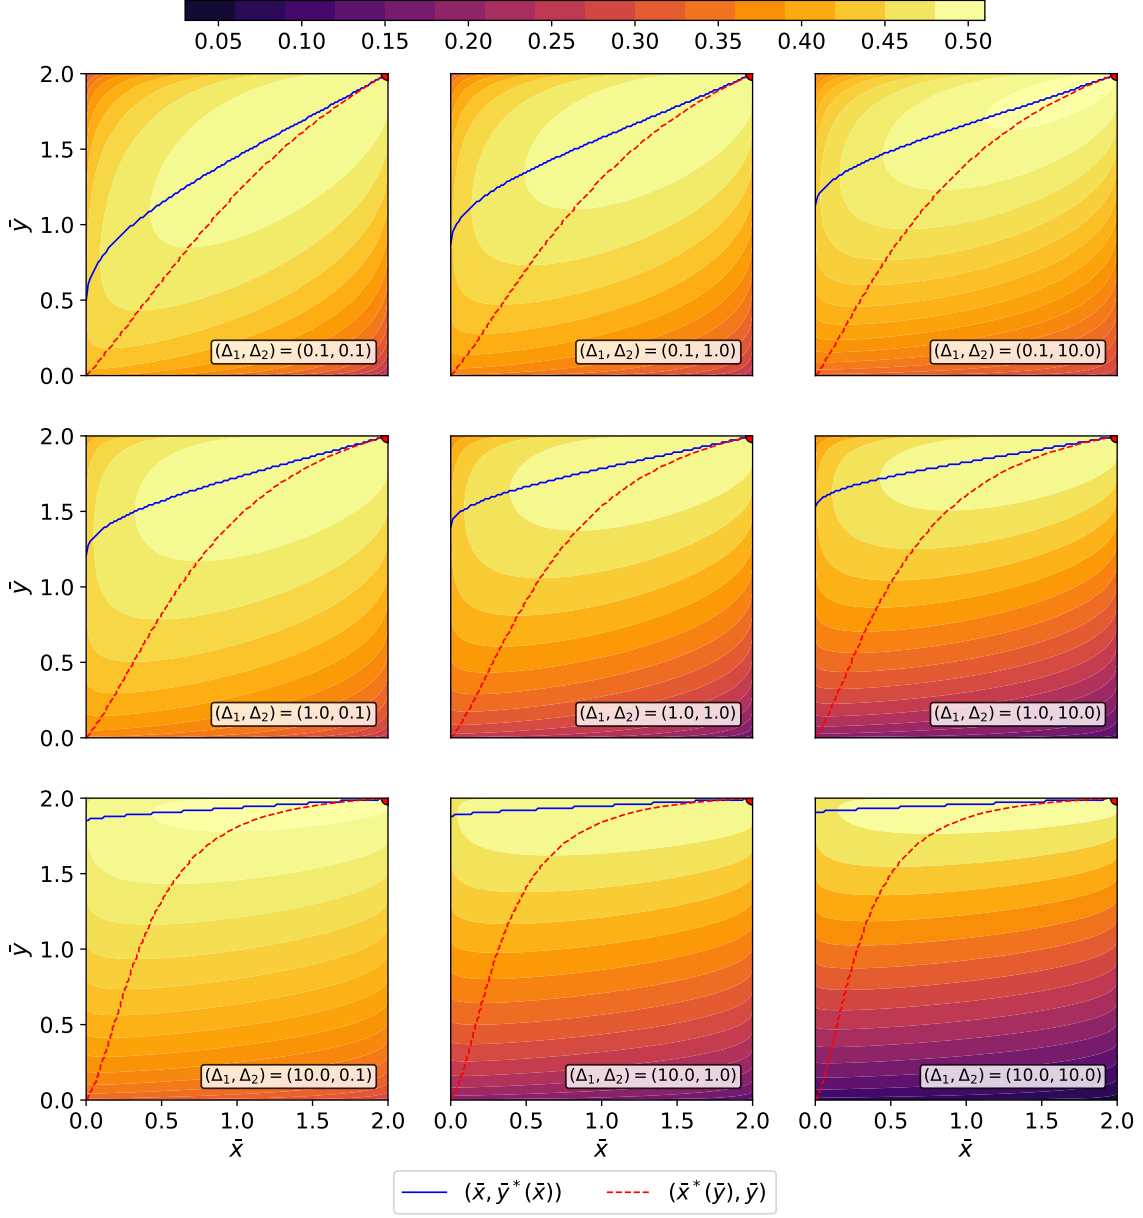 0.05 0.10 0.15 0.20 0.25 0.30 0.35 0.40 0.45 0.50
2.0
1.5
1.0
0.5
0.0
ȳ
(Δ₁, Δ₂) = (0.1, 0.1)
(Δ₁, Δ₂) = (0.1, 1.0)
(Δ₁, Δ₂) = (0.1, 10.0)
2.0
1.5
1.0
0.5
0.0
ȳ
(Δ₁, Δ₂) = (1.0, 0.1)
(Δ₁, Δ₂) = (1.0, 1.0)
(Δ₁, Δ₂) = (1.0, 10.0)
2.0
1.5
1.0
0.5
0.0
ȳ
(Δ₁, Δ₂) = (10.0, 0.1)
(Δ₁, Δ₂) = (10.0, 1.0)
(Δ₁, Δ₂) = (10.0, 10.0)
0.0 0.5 1.0 1.5 2.0
0.0 0.5 1.0 1.5 2.0
0.0 0.5 1.0 1.5 2.0
x̄
x̄
x̄
(x̄, ȳ*(x̄))
(x̄*(ȳ), ȳ)